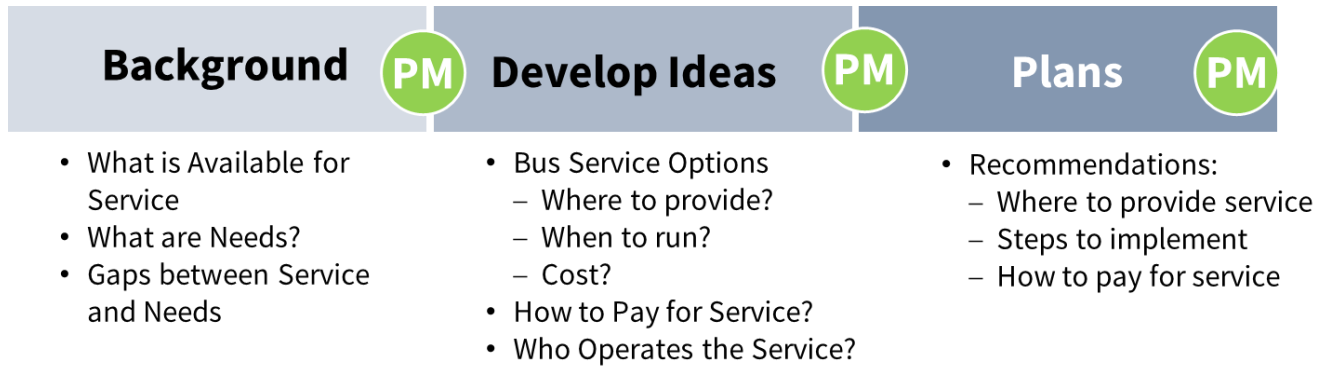 Background
PM
• What is Available for
Service
• What are Needs?
• Gaps between Service
and Needs
Develop Ideas
PM
• Bus Service Options
– Where to provide?
– When to run?
– Cost?
• How to Pay for Service?
• Who Operates the Service?
Plans
PM
• Recommendations:
– Where to provide service
– Steps to implement
– How to pay for service